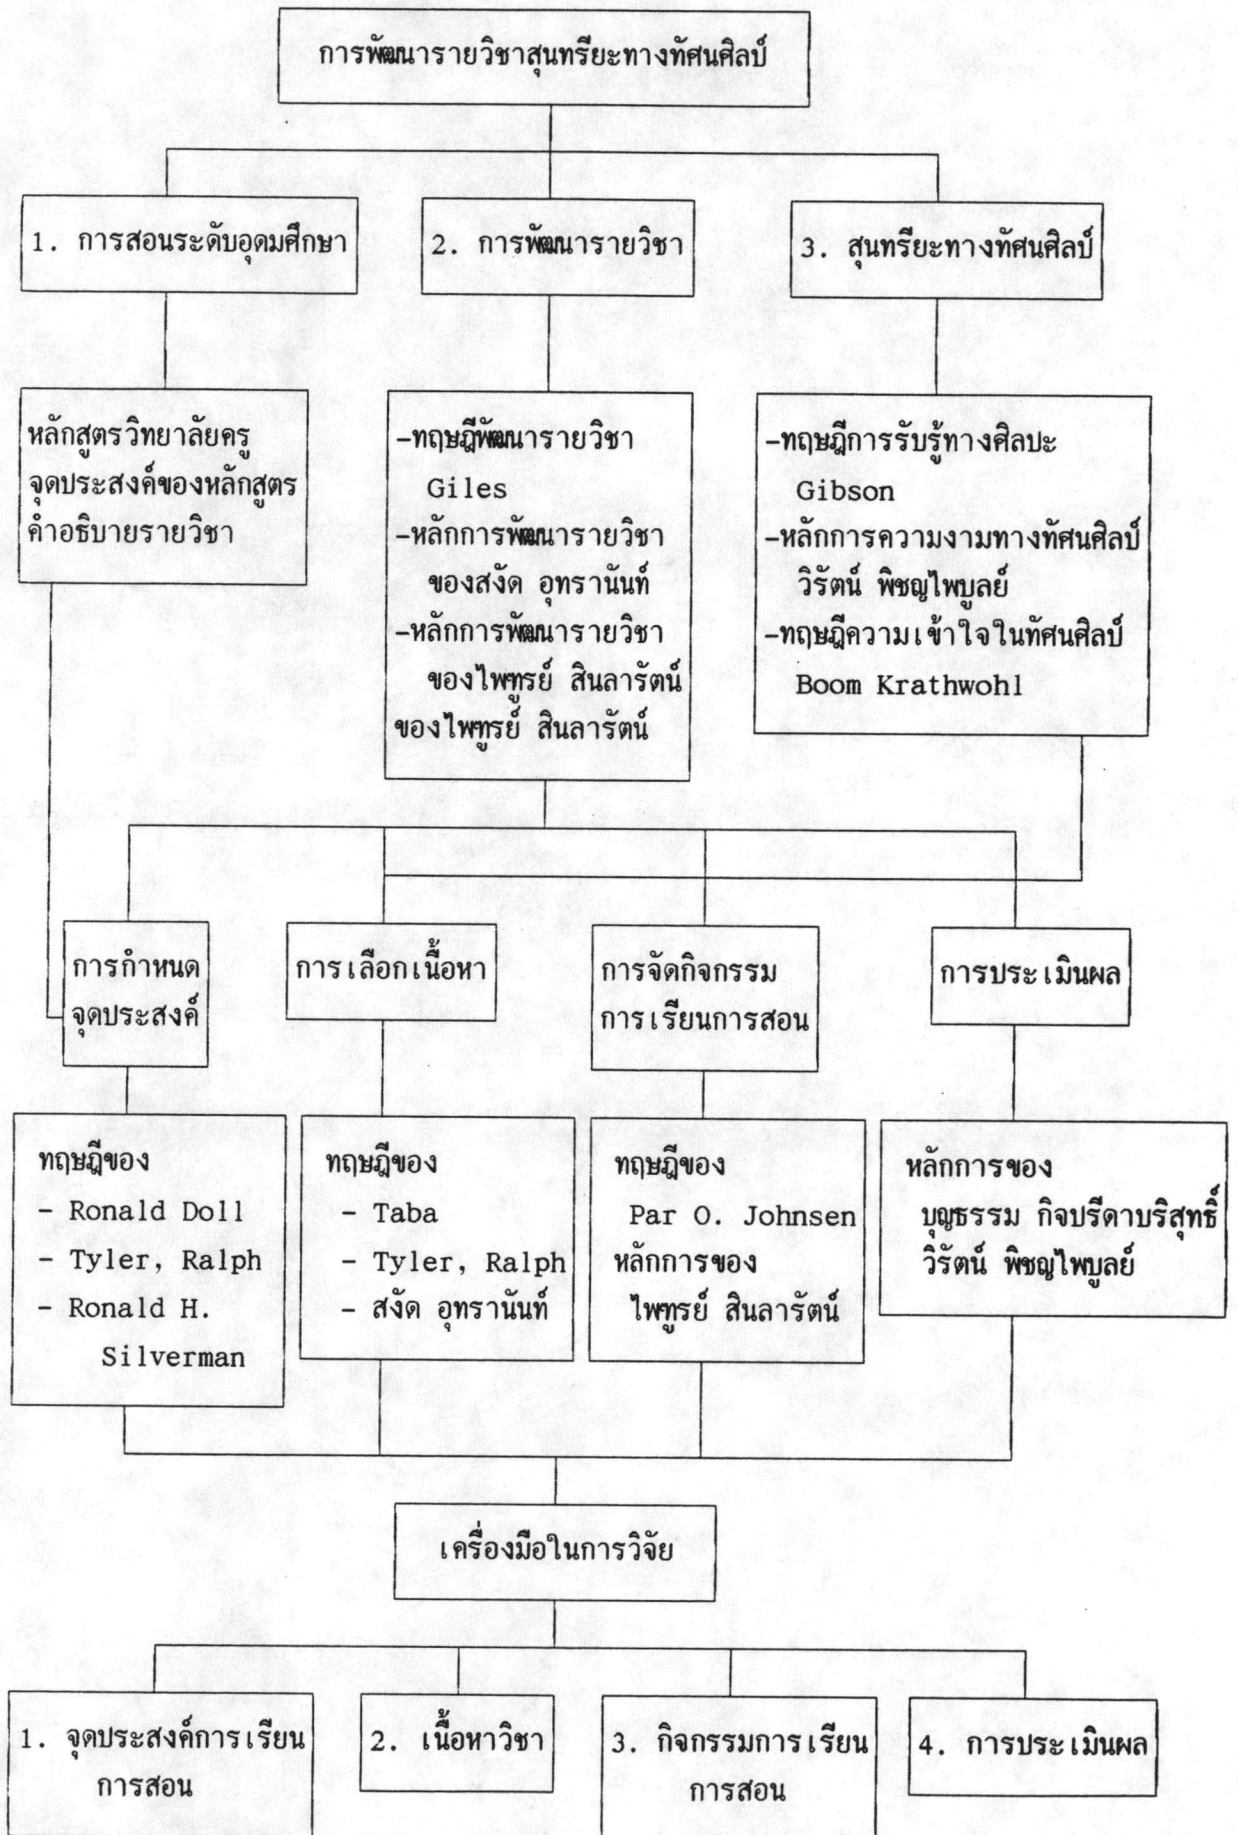 การพัฒนารายวิชาสุนทรียะทางทัศนศิลป์
1. การสอนระดับอุดมศึกษา
2. การพัฒนารายวิชา
3. สุนทรียะทางทัศนศิลป์
หลักสูตรวิทยาลัยครู
จุดประสงค์ของหลักสูตร
คำอธิบายรายวิชา
-ทฤษฎีพัฒนารายวิชา
Giles
-หลักการพัฒนารายวิชา
ของสงัด อุทรานันท์
-หลักการพัฒนารายวิชา
ของไพฑูรย์ สินลารัตน์
ของไพฑูรย์ สินลารัตน์
-ทฤษฎีการรับรู้ทางศิลปะ
Gibson
-หลักการความงามทางทัศนศิลป์
วิรัตน์ พิชญไพบูลย์
-ทฤษฎีความเข้าใจในทัศนศิลป์
Boom Krathwohl
การกำหนด
จุดประสงค์
การเลือกเนื้อหา
การจัดกิจกรรม
การเรียนการสอน
การประเมินผล
ทฤษฎีของ
- Ronald Doll
- Tyler, Ralph
- Ronald H.
Silverman
ทฤษฎีของ
- Taba
- Tyler, Ralph
- สงัด อุทรานันท์
ทฤษฎีของ
Par O. Johnsen
หลักการของ
ไพฑูรย์ สินลารัตน์
หลักการของ
บุญธรรม กิจปรีดาบริสุทธิ์
วิรัตน์ พิชญไพบูลย์
เครื่องมือในการวิจัย
1. จุดประสงค์การเรียน
การสอน
2. เนื้อหาวิชา
3. กิจกรรมการเรียน
การสอน
4. การประเมินผล